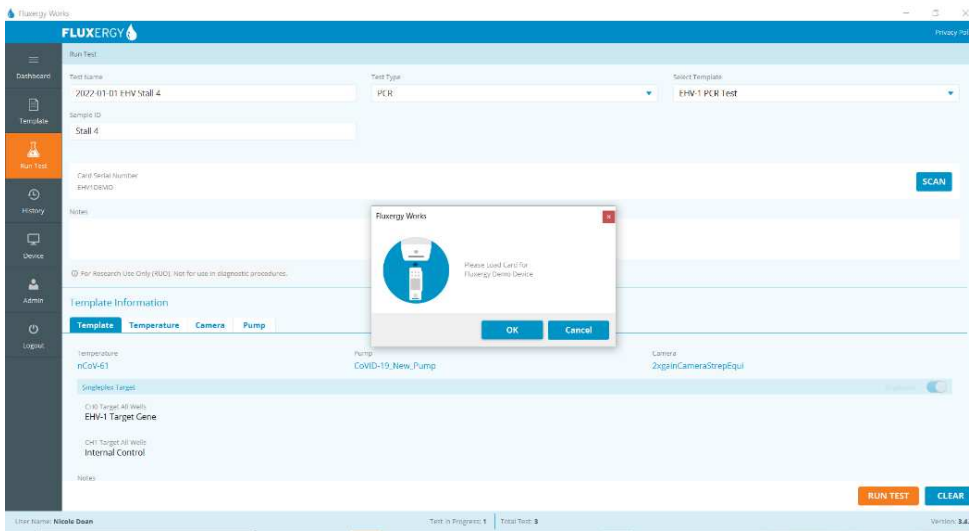 Fluxergy Works
FLUXERGY
Privacy Pol
Run Test
Dashboard
Template
Run Test
History
Device
Admin
Logout
Test Name
Test Type
Select Template
2022-01-01 EHV Stall 4
PCR
EHV-1 PCR Test
Sample ID
Stall 4
Card Serial Number
EHV1DEMO
SCAN
Notes
Fluxergy Works
Please Load Card for
Fluxergy Demo Device
OK
Cancel
For Research Use Only (RUO). Not for use in diagnostic procedures.
Template Information
Template
Temperature
Camera
Pump
Temperature
Pump
Camera
nCoV-61
CoVID-19_New_Pump
2xgainCameraStrepEqui
Singleplex Target
CH0 Target All Wells
EHV-1 Target Gene
CH1 Target All Wells
Internal Control
Notes
RUN TEST
CLEAR
User Name: Nicole Doan
Test in Progress: 1
Total Test: 3
Version: 3.4.